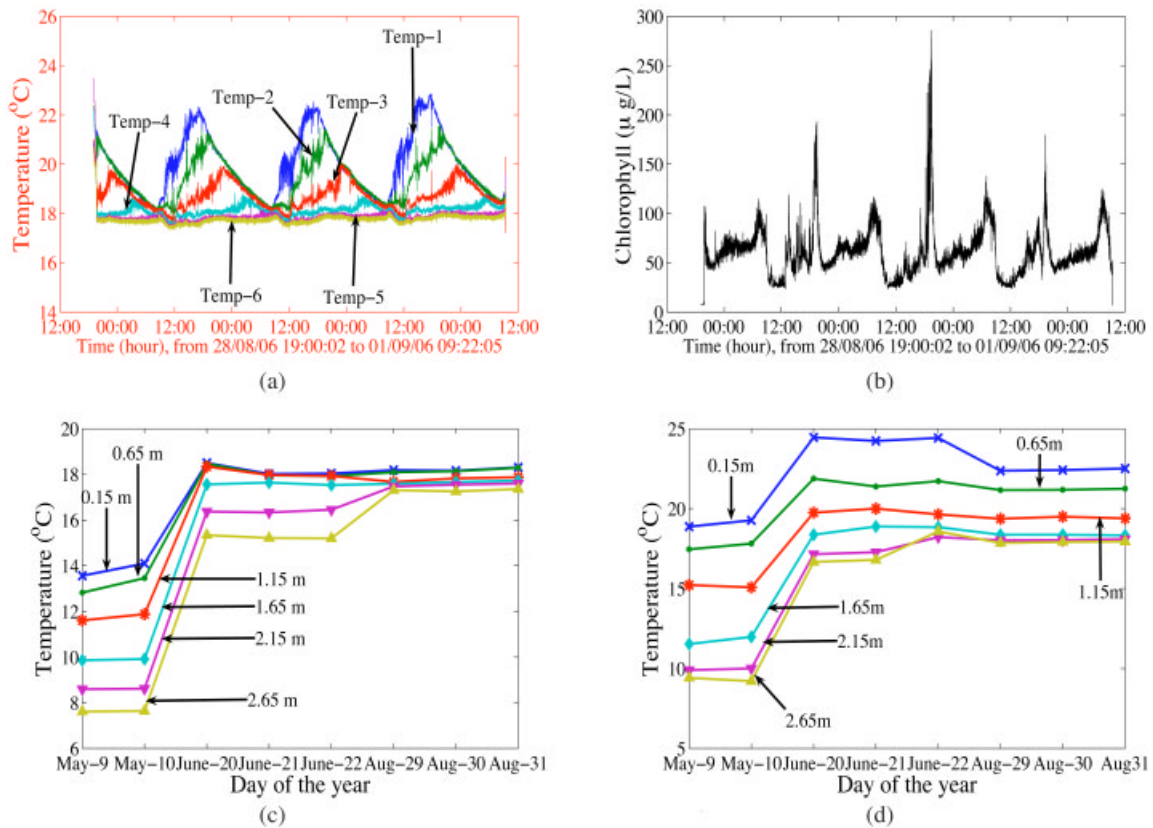 26
24
22
20
18
16
14
Temperature (°C)
Temp-1
Temp-2
Temp-3
Temp-4
Temp-6
Temp-5
12:00 00:00 12:00 00:00 12:00 00:00 12:00 00:00 12:00
Time (hour), from 28/08/06 19:00:02 to 01/09/06 09:22:05
(a)
300
250
200
150
100
50
0
Chlorophyll (μ g/L)
12:00 00:00 12:00 00:00 12:00 00:00 12:00 00:00 12:00
Time (hour), from 28/08/06 19:00:02 to 01/09/06 09:22:05
(b)
20
18
16
14
12
10
8
6
Temperature (°C)
0.65 m
0.15 m
1.15 m
1.65 m
2.15 m
2.65 m
May-9 May-10 June-20 June-21 June-22 Aug-29 Aug-30 Aug-31
Day of the year
(c)
25
20
15
10
5
Temperature (°C)
0.15 m
0.65m
1.15m
1.65m
2.15m
2.65m
May-9 May-10 June-20 June-21 June-22 Aug-29 Aug-30 Aug31
Day of the year
(d)